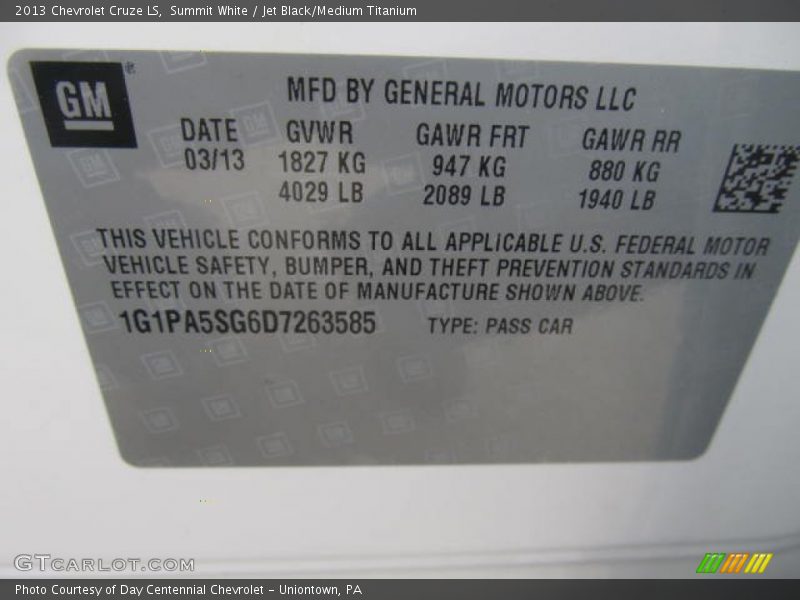 2013 Chevrolet Cruze LS, Summit White / Jet Black/Medium Titanium
GM ®
MFD BY GENERAL MOTORS LLC
DATE GVWR GAWR FRT GAWR RR
03/13 1827 KG 947 KG 880 KG
4029 LB 2089 LB 1940 LB
THIS VEHICLE CONFORMS TO ALL APPLICABLE U.S. FEDERAL MOTOR
VEHICLE SAFETY, BUMPER, AND THEFT PREVENTION STANDARDS IN
EFFECT ON THE DATE OF MANUFACTURE SHOWN ABOVE.
1G1PA5SG6D7263585 TYPE: PASS CAR
GTcarlot.com
Photo Courtesy of Day Centennial Chevrolet - Uniontown, PA